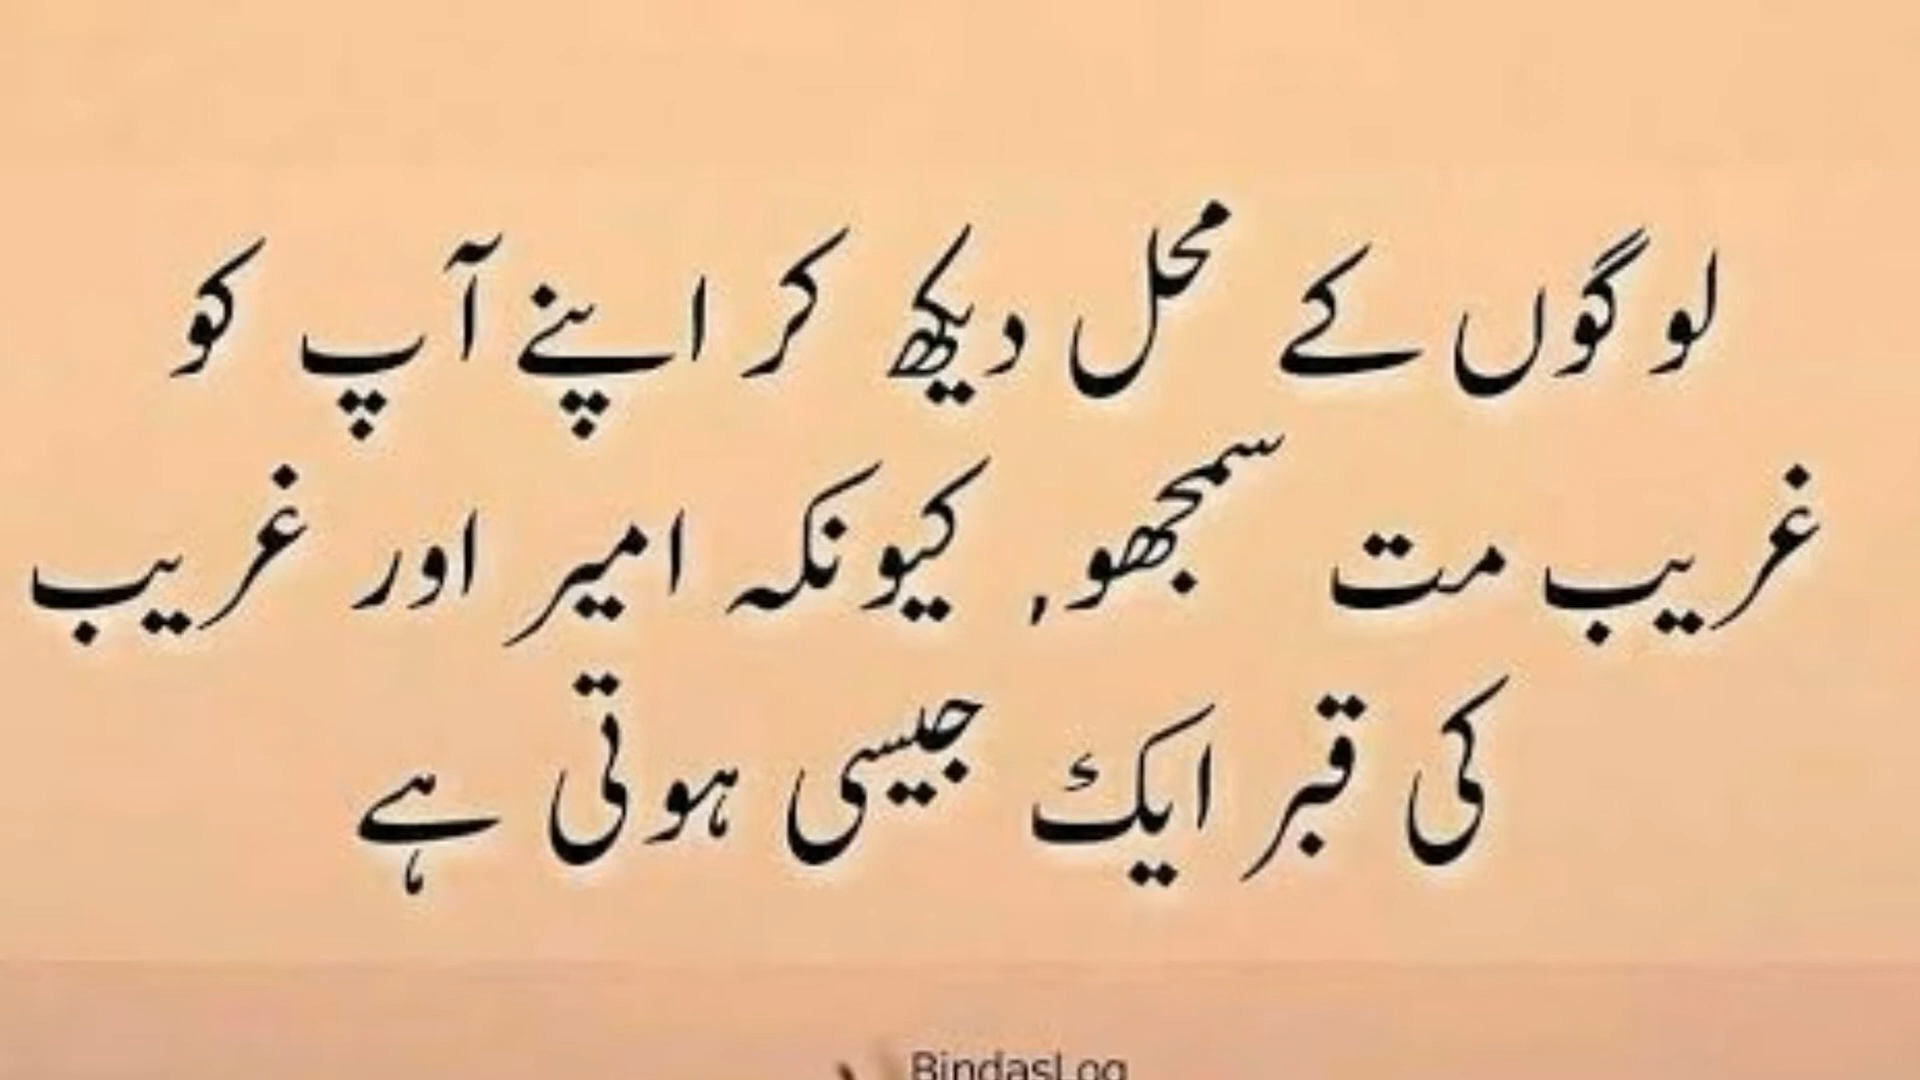 لوگوں کے محل دیکھ کر اپنے آپ کو
غریب مت سمجھو, کیونکہ امیر اور غریب
کی قبر ایک جیسی ہوتی ہے
BindasLog